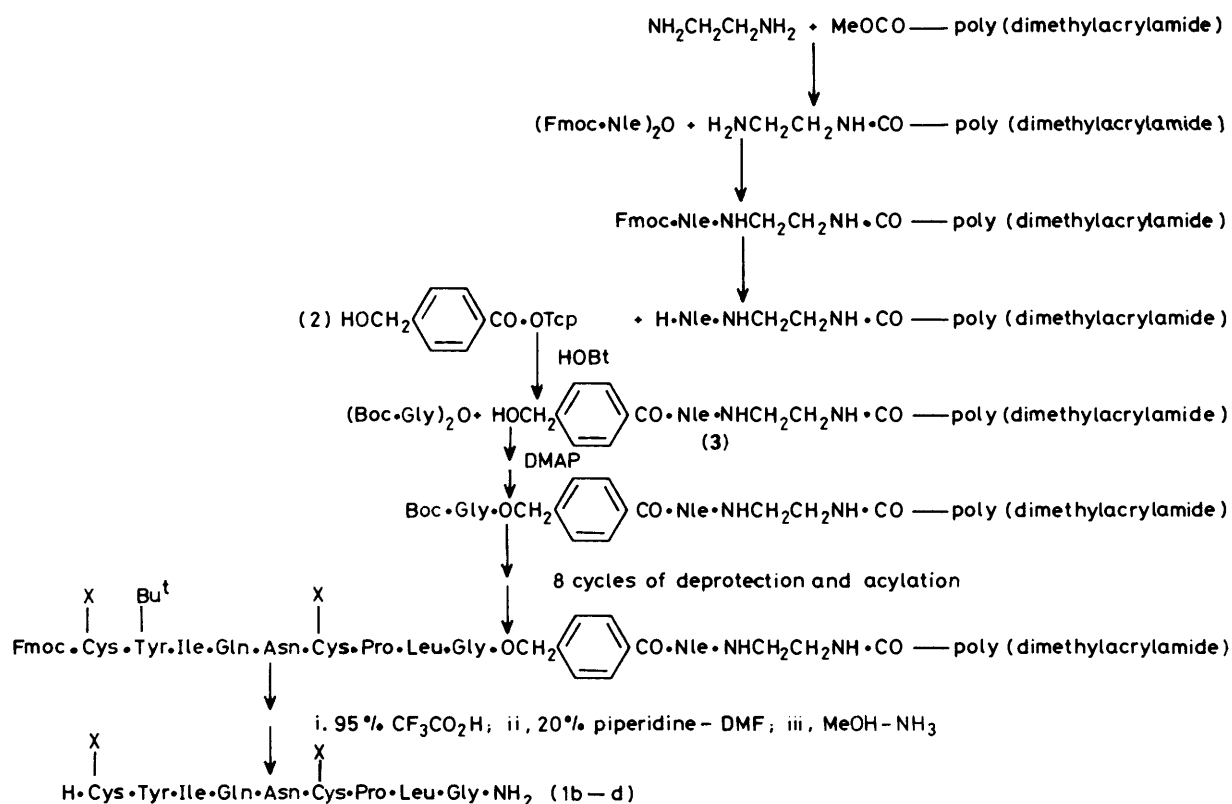 NH₂CH₂CH₂NH₂ + MeOCO — poly (dimethylacrylamide)
(Fmoc•Nle)₂O + H₂NCH₂CH₂NH•CO — poly (dimethylacrylamide)
Fmoc•Nle•NHCH₂CH₂NH•CO — poly (dimethylacrylamide)
(2) HOCH₂ CO•OTcp + H•Nle•NHCH₂CH₂NH•CO — poly (dimethylacrylamide)
HOBt
(Boc•Gly)₂O + HOCH₂ CO•Nle•NHCH₂CH₂NH•CO — poly (dimethylacrylamide)
(3)
DMAP
Boc•Gly•OCH₂ CO•Nle•NHCH₂CH₂NH•CO — poly (dimethylacrylamide)
8 cycles of deprotection and acylation
X Buᵗ X
Fmoc•Cys•Tyr•Ile•Gln•Asn•Cys•Pro•Leu•Gly•OCH₂ CO•Nle•NHCH₂CH₂NH•CO — poly (dimethylacrylamide)
i. 95% CF₃CO₂H; ii, 20% piperidine – DMF; iii, MeOH–NH₃
X X
H•Cys•Tyr•Ile•Gln•Asn•Cys•Pro•Leu•Gly•NH₂ (1b–d)